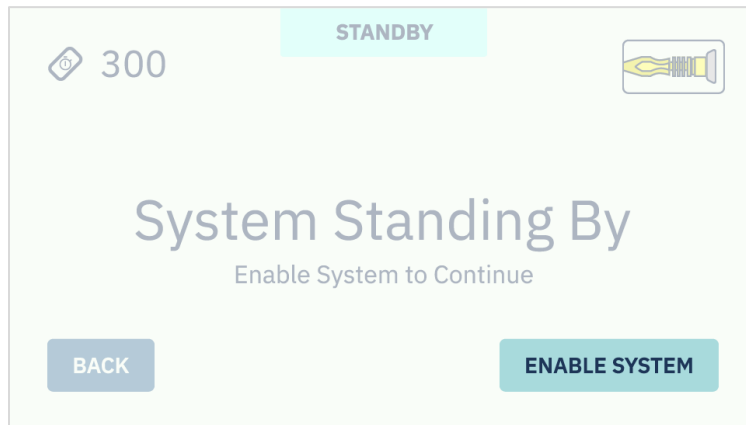 STANDBY
300
System Standing By
Enable System to Continue
BACK
ENABLE SYSTEM